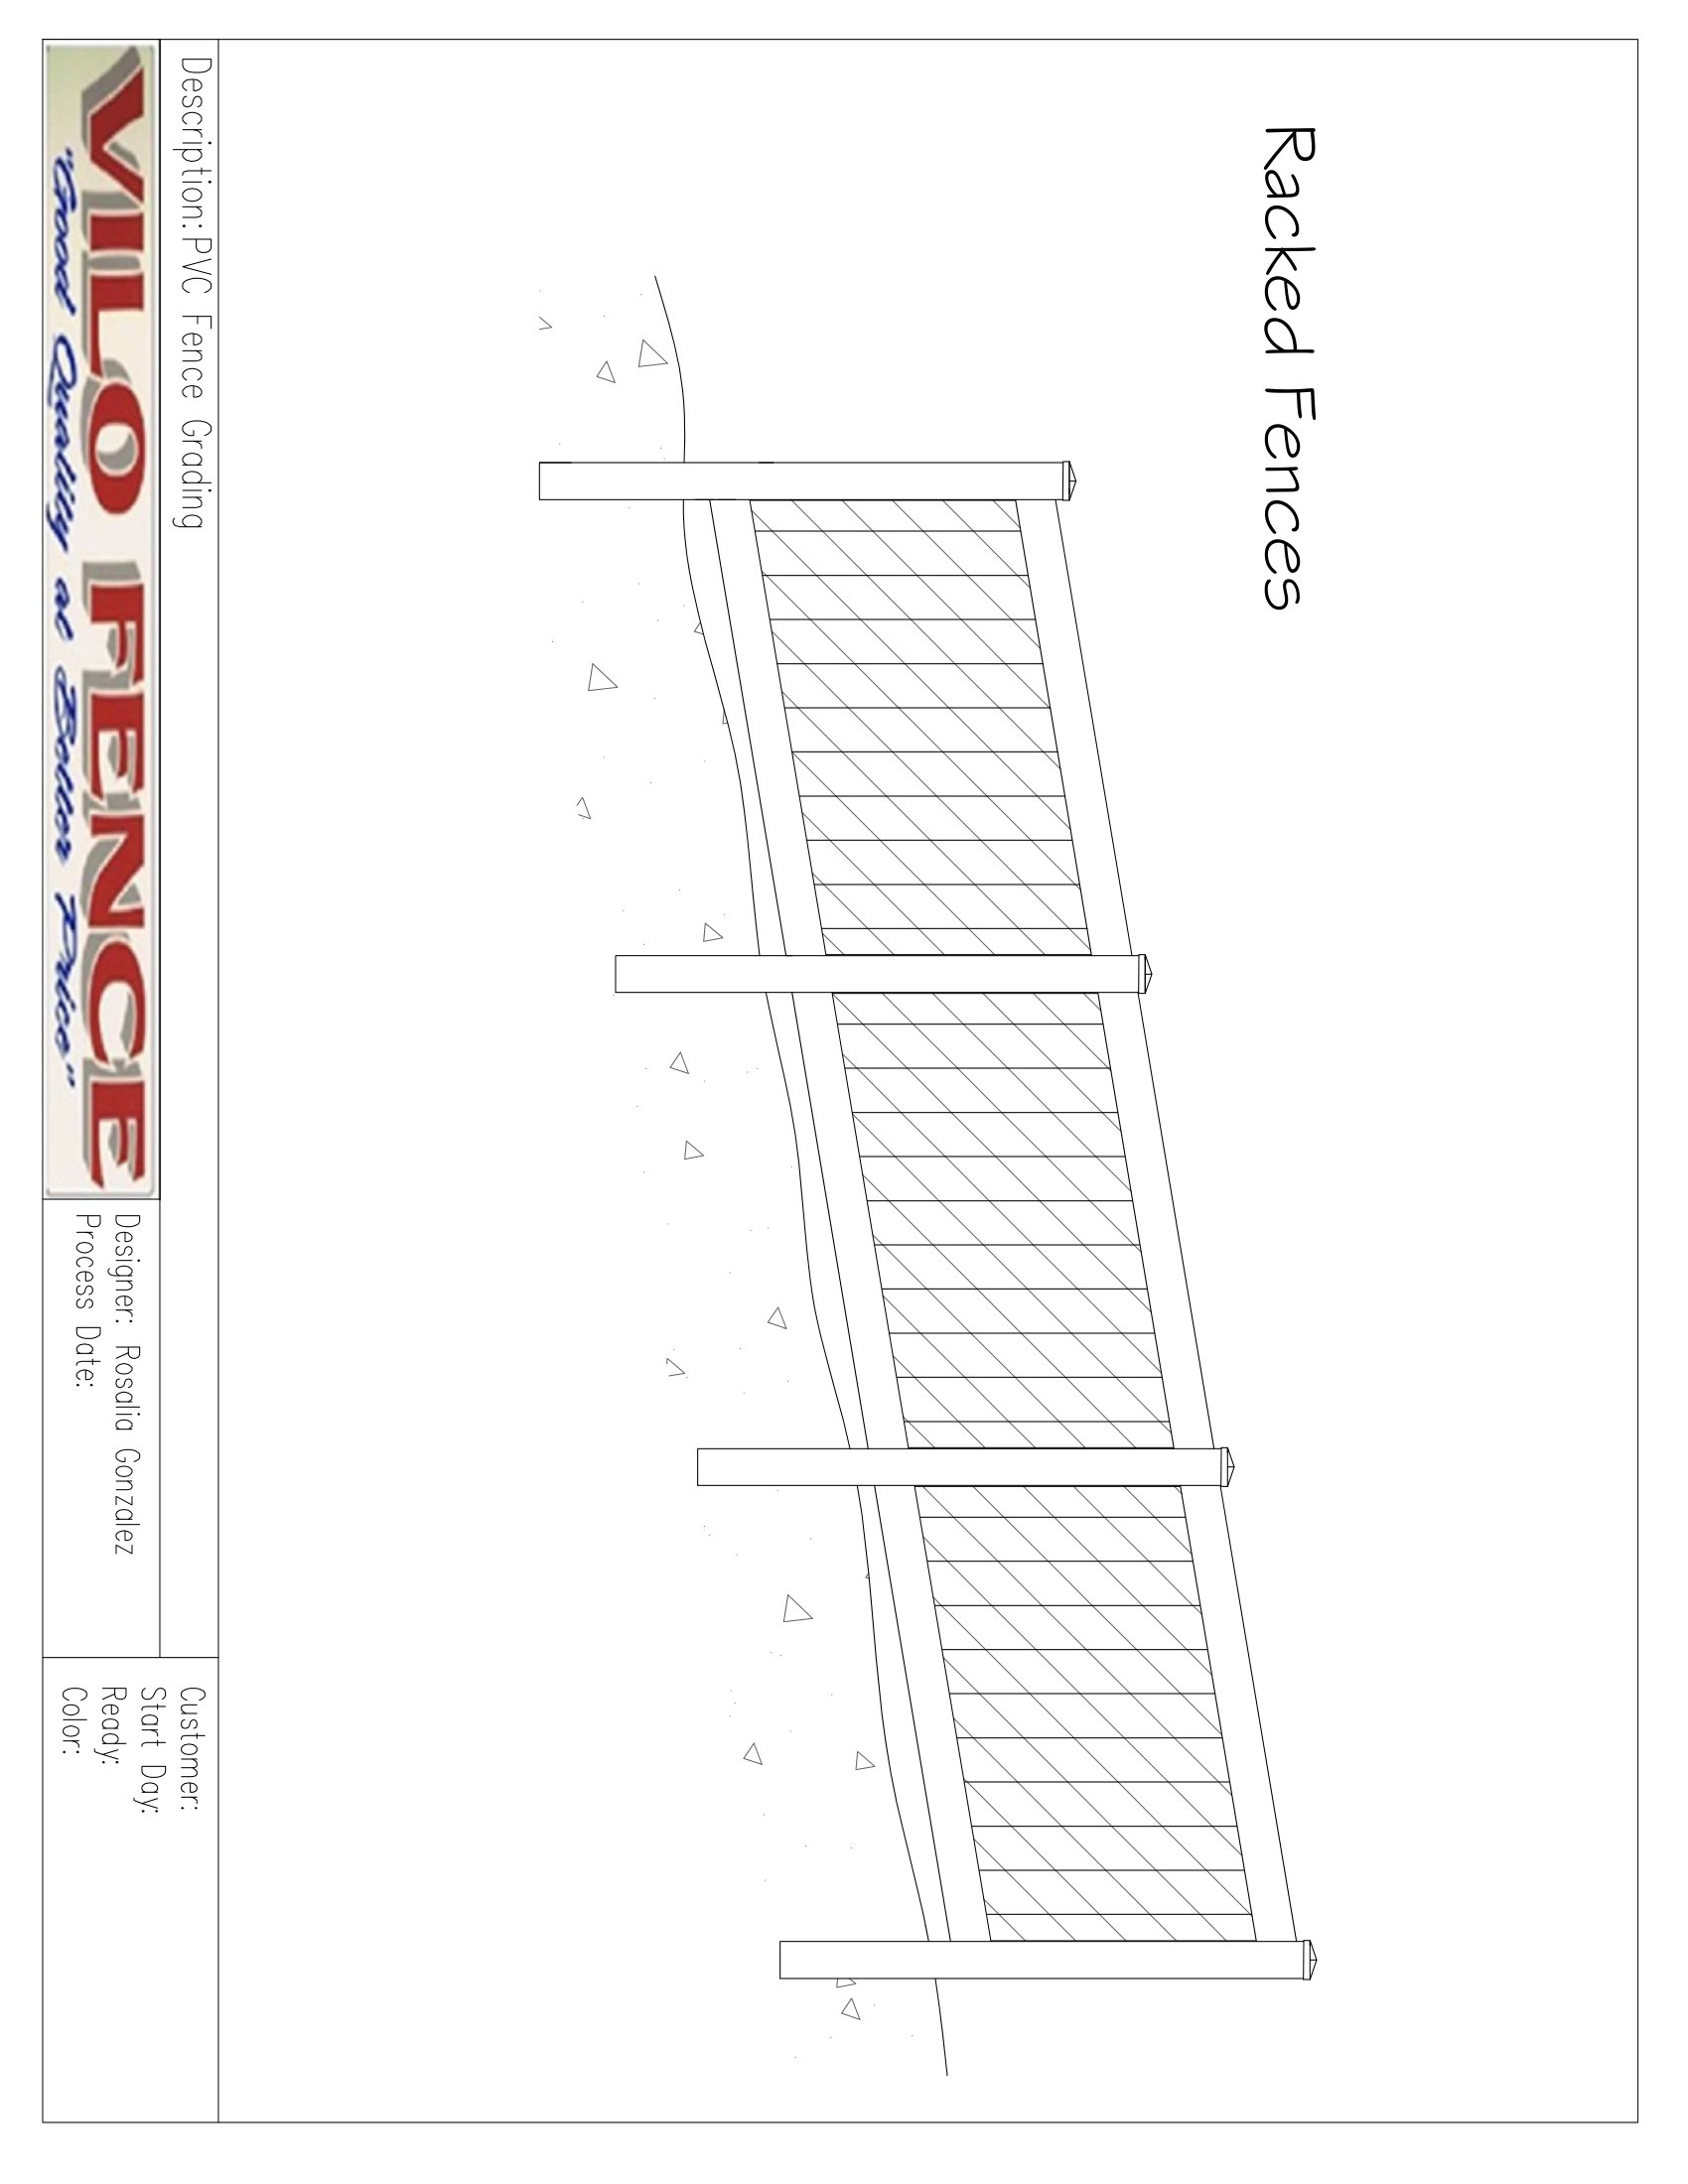 Racked Fences
Description:PVC Fence Grading
VILO FENCE
"Good Quality at Better Price"
Designer: Rosalia Gonzalez
Process Date:
Customer:
Start Day:
Ready:
Color: